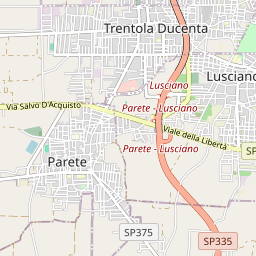 Trentola Ducenta
Lusciano
Lusciano
Via Salvo D'Acquisto
Parete - Lusciano
Viale della Libertà
Parete - Lusciano
SP
Parete
SP375
SP335